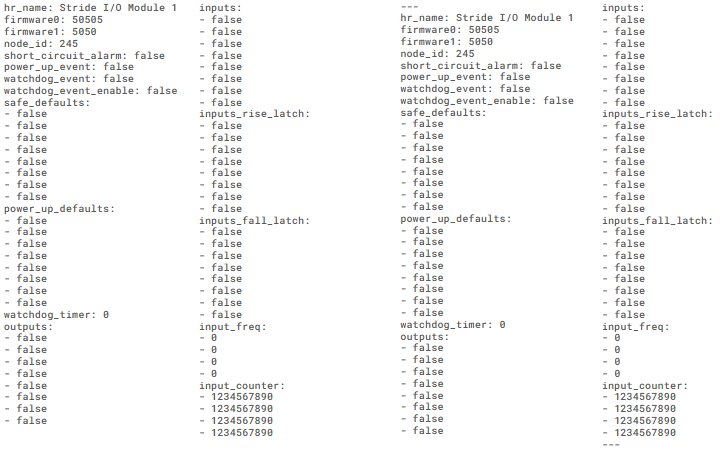 hr_name: Stride I/O Module 1
firmware0: 50505
firmware1: 5050
node_id: 245
short_circuit_alarm: false
power_up_event: false
watchdog_event: false
watchdog_event_enable: false
safe_defaults:
- false
- false
- false
- false
- false
- false
- false
- false
power_up_defaults:
- false
- false
- false
- false
- false
- false
- false
- false
watchdog_timer: 0
outputs:
- false
- false
- false
- false
- false
- false
- false
- false
inputs:
- false
- false
- false
- false
- false
- false
- false
- false
inputs_rise_latch:
- false
- false
- false
- false
- false
- false
- false
- false
inputs_fall_latch:
- false
- false
- false
- false
- false
- false
- false
- false
input_freq:
- 0
- 0
- 0
- 0
input_counter:
- 1234567890
- 1234567890
- 1234567890
- 1234567890
---
hr_name: Stride I/O Module 1
firmware0: 50505
firmware1: 5050
node_id: 245
short_circuit_alarm: false
power_up_event: false
watchdog_event: false
watchdog_event_enable: false
safe_defaults:
- false
- false
- false
- false
- false
- false
- false
- false
power_up_defaults:
- false
- false
- false
- false
- false
- false
- false
- false
watchdog_timer: 0
outputs:
- false
- false
- false
- false
- false
- false
- false
- false
inputs:
- false
- false
- false
- false
- false
- false
- false
- false
inputs_rise_latch:
- false
- false
- false
- false
- false
- false
- false
- false
inputs_fall_latch:
- false
- false
- false
- false
- false
- false
- false
- false
input_freq:
- 0
- 0
- 0
- 0
input_counter:
- 1234567890
- 1234567890
- 1234567890
- 1234567890
---